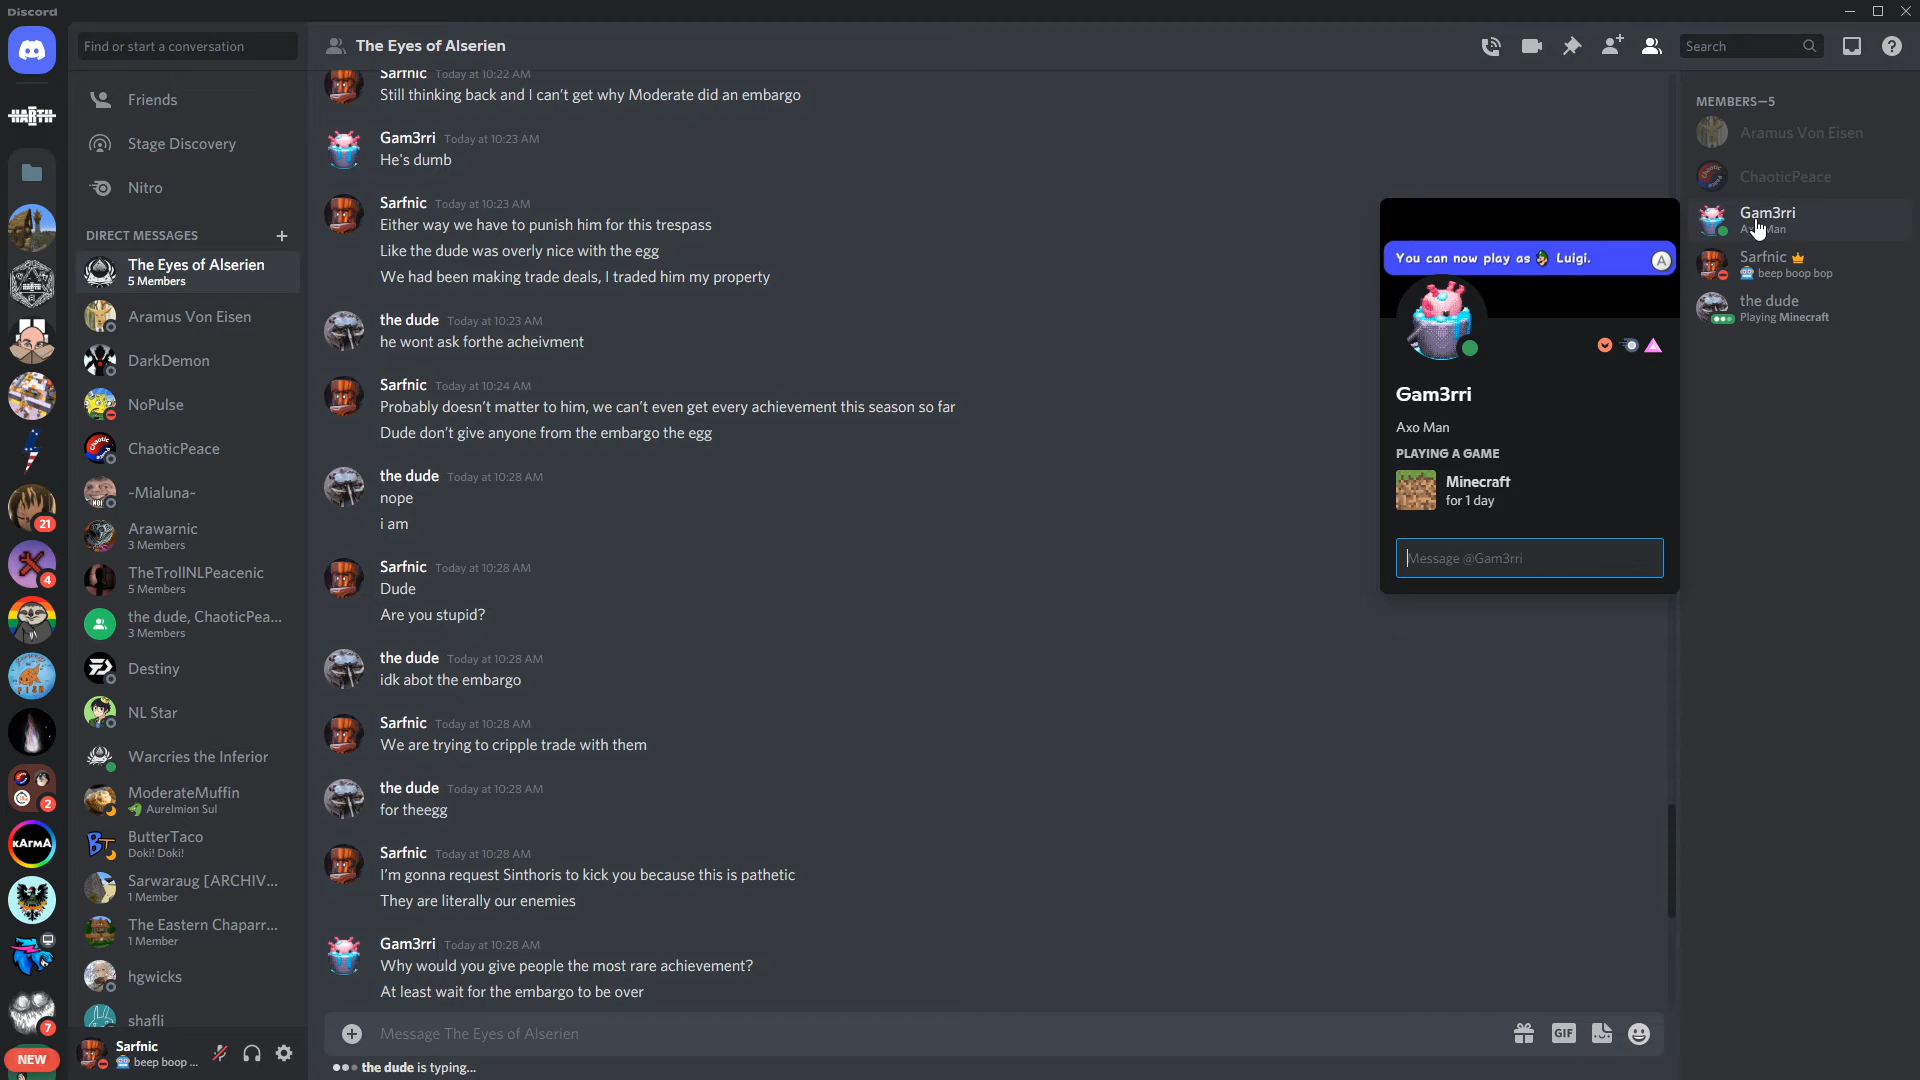 Discord
Find or start a conversation
Friends
Stage Discovery
Nitro
DIRECT MESSAGES
The Eyes of Alserien
5 Members
Aramus Von Eisen
DarkDemon
NoPulse
ChaoticPeace
-Mialuna-
Arawarnic
3 Members
TheTrollNLPeacenic
5 Members
the dude, ChaoticPea...
3 Members
Destiny
NL Star
Warcries the Inferior
ModerateMuffin
Aurelmion Sul
ButterTaco
Doki! Doki!
Sarwaraug [ARCHIV...
1 Member
The Eastern Chaparr...
1 Member
hgwicks
shafli
Sarfnic
beep boop ...
HARTH
21
4
2
KArmA
7
NEW
The Eyes of Alserien
Search
Sarfnic Today at 10:22 AM
Still thinking back and I can't get why Moderate did an embargo
Gam3rri Today at 10:23 AM
He's dumb
Sarfnic Today at 10:23 AM
Either way we have to punish him for this trespass
Like the dude was overly nice with the egg
We had been making trade deals, I traded him my property
the dude Today at 10:23 AM
he wont ask forthe acheivment
Sarfnic Today at 10:24 AM
Probably doesn't matter to him, we can't even get every achievement this season so far
Dude don't give anyone from the embargo the egg
the dude Today at 10:28 AM
nope
i am
Sarfnic Today at 10:28 AM
Dude
Are you stupid?
the dude Today at 10:28 AM
idk abot the embargo
Sarfnic Today at 10:28 AM
We are trying to cripple trade with them
the dude Today at 10:28 AM
for theegg
Sarfnic Today at 10:28 AM
I'm gonna request Sinthoris to kick you because this is pathetic
They are literally our enemies
Gam3rri Today at 10:28 AM
Why would you give people the most rare achievement?
At least wait for the embargo to be over
Message The Eyes of Alserien
GIF
the dude is typing...
You can now play as Luigi.
A
Gam3rri
Axo Man
PLAYING A GAME
Minecraft
for 1 day
Message @Gam3rri
MEMBERS—5
Aramus Von Eisen
ChaoticPeace
Gam3rri
Man
Sarfnic
beep boop bop
the dude
Playing Minecraft